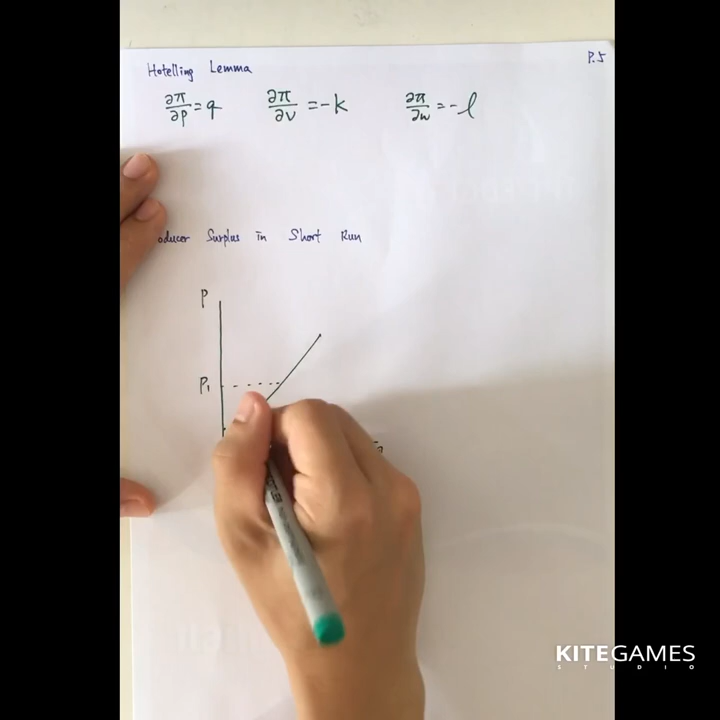 P.5
Hotelling Lemma
∂π/∂p = q ∂π/∂v = -k ∂π/∂w = -l
oducer Surplus in Short Run
P
P₁
KITEGAMES
STUDIO